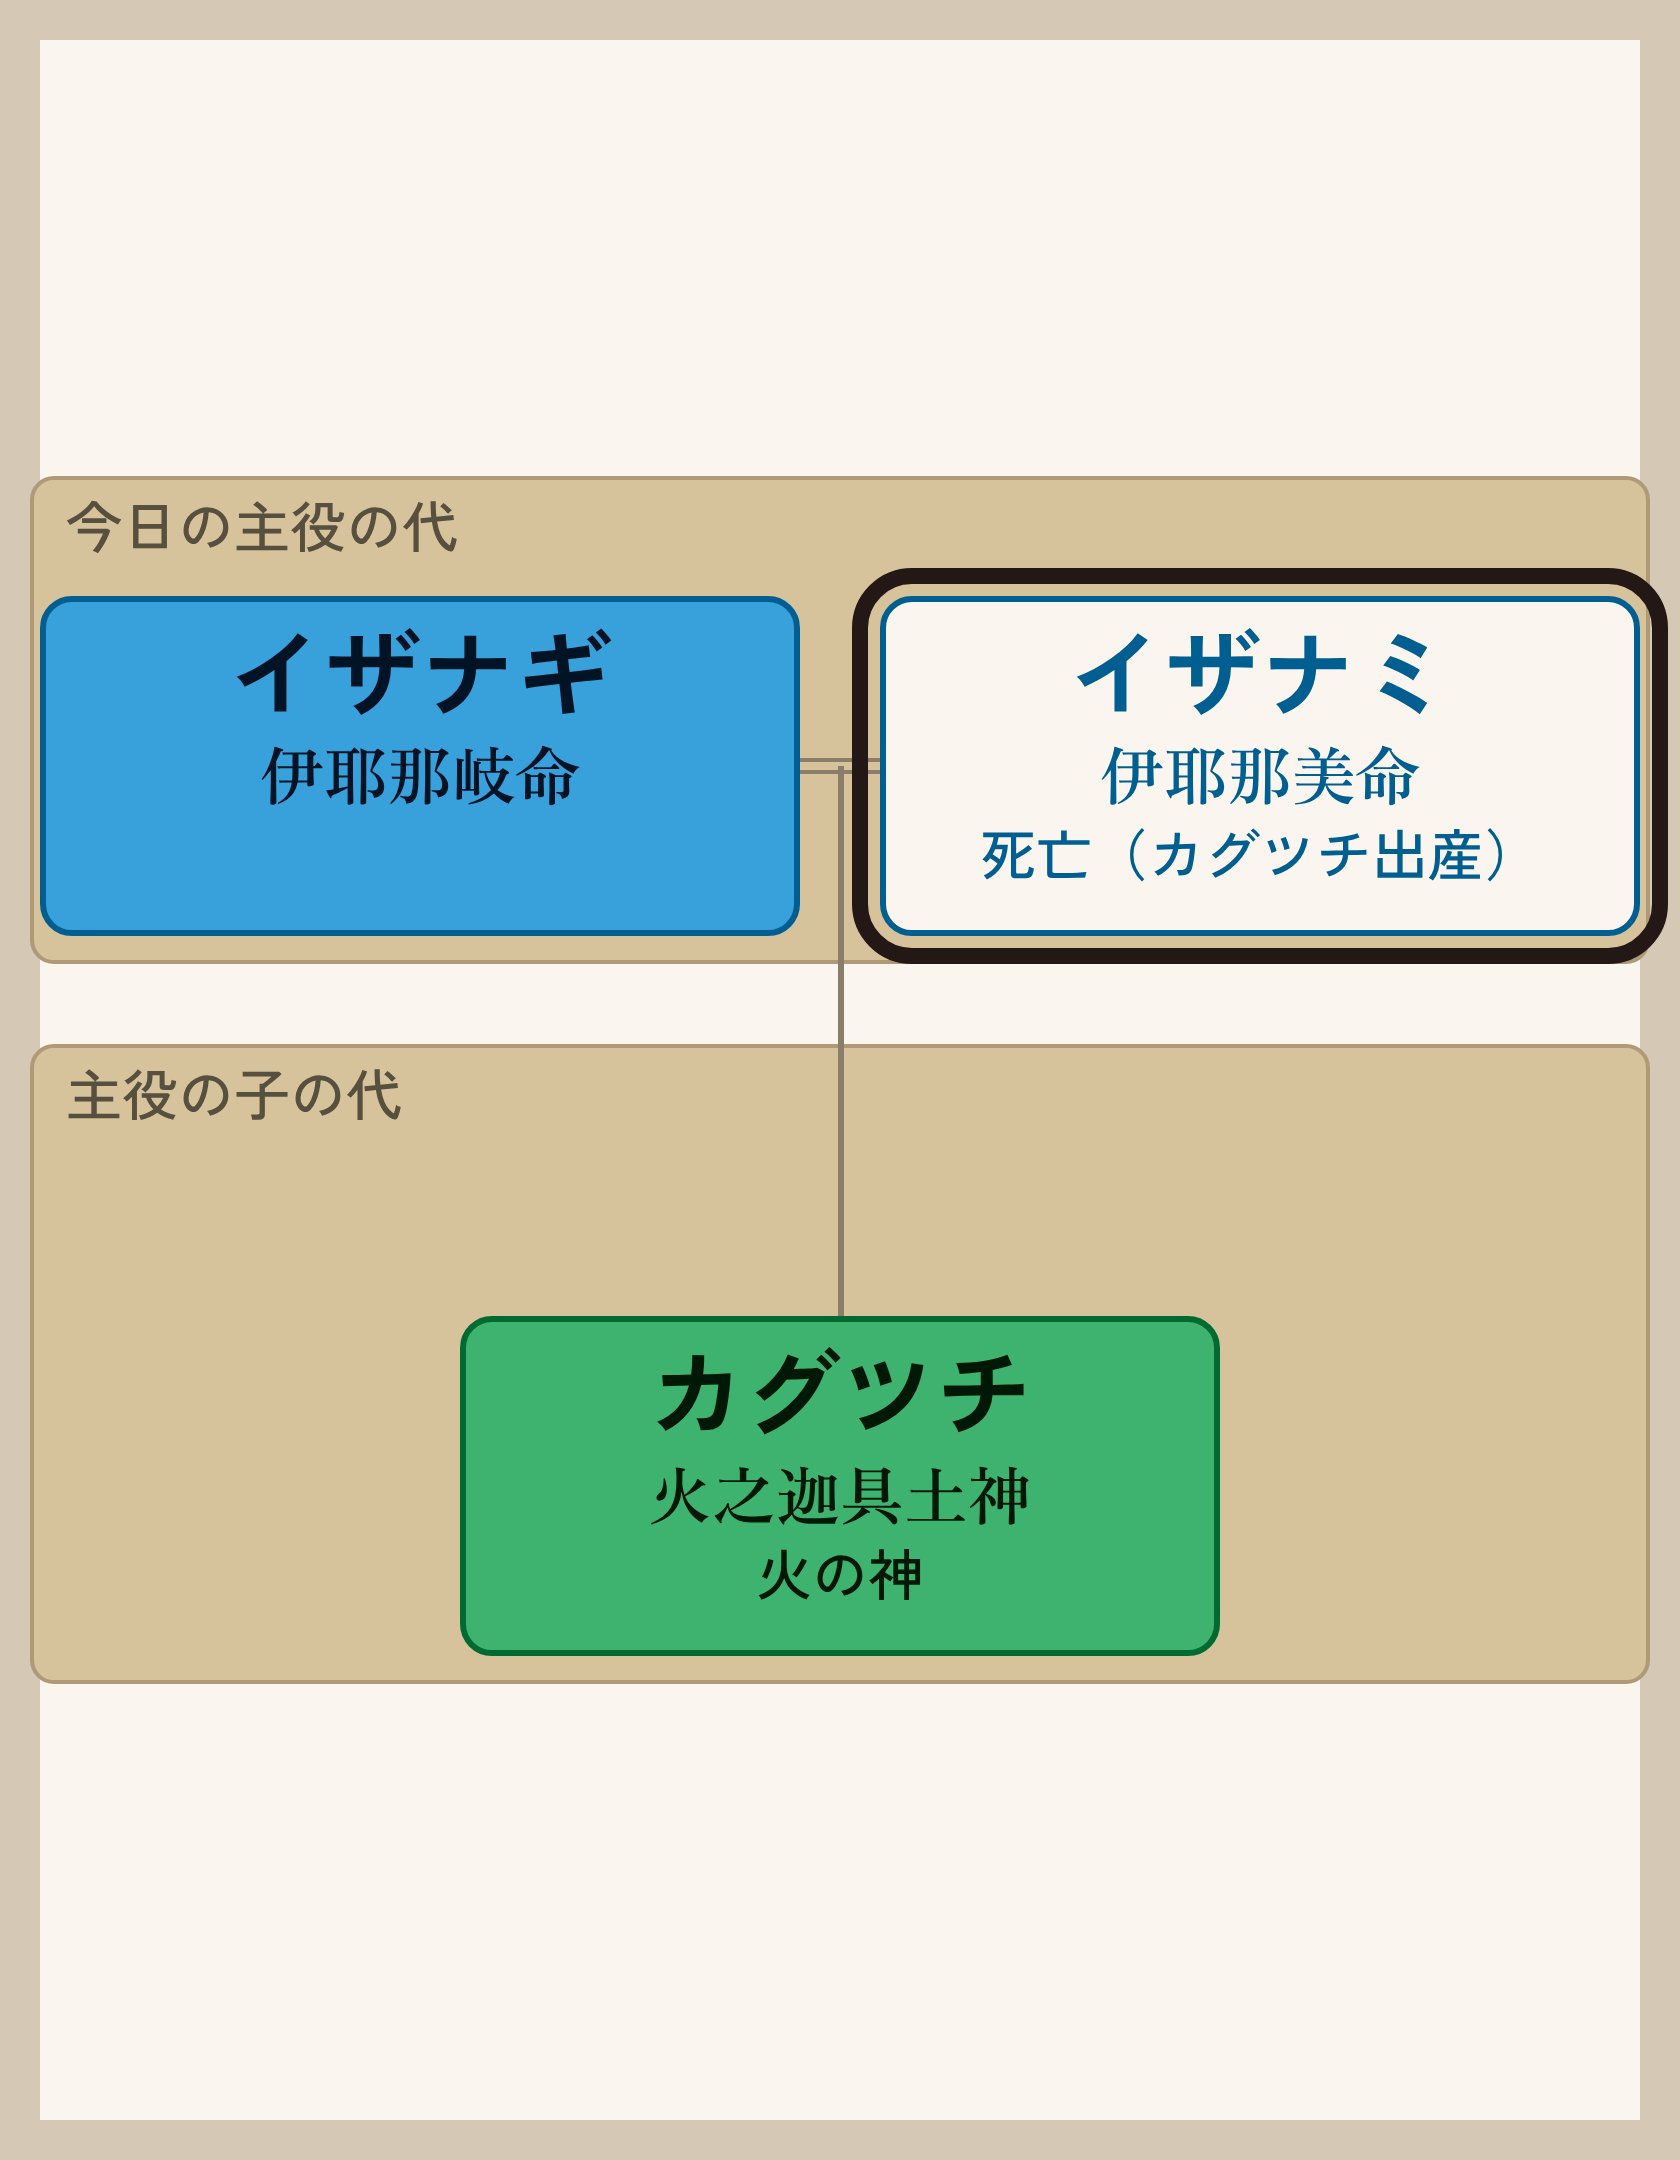 今日の主役の代
イザナギ
伊耶那岐命
イザナミ
伊耶那美命
死亡（カグツチ出産）
主役の子の代
カグツチ
火之迦具土神
火の神